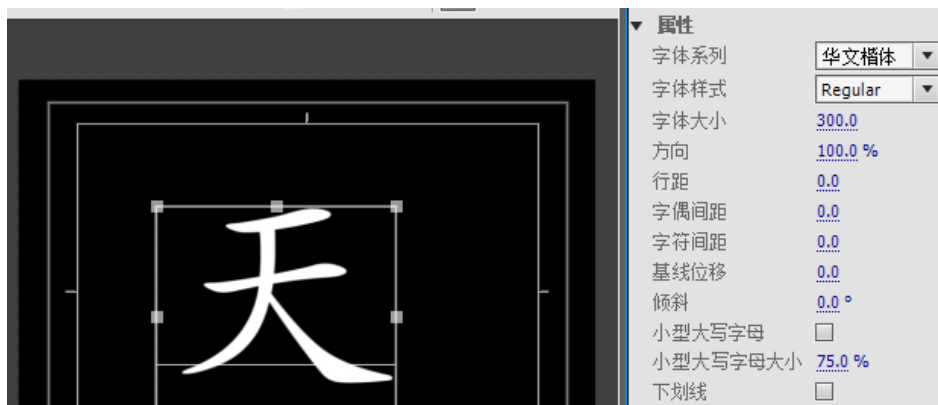 天
属性
字体系列 华文楷体
字体样式 Regular
字体大小 300.0
方向 100.0 %
行距 0.0
字偶间距 0.0
字符间距 0.0
基线位移 0.0
倾斜 0.0 °
小型大写字母
小型大写字母大小 75.0 %
下划线